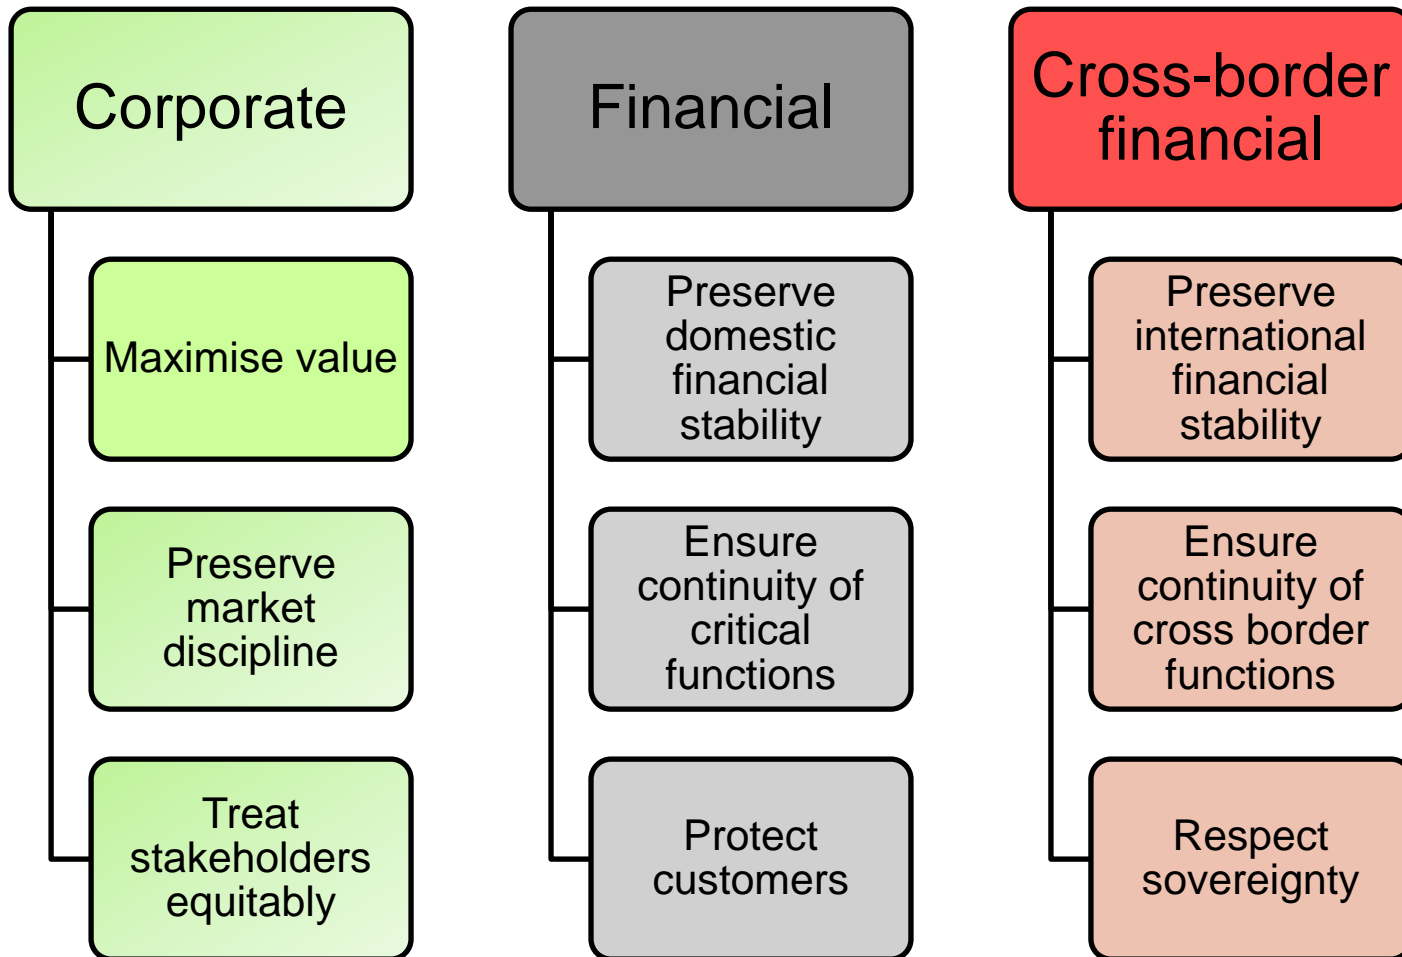 Corporate
Maximise value
Preserve
market
discipline
Treat
stakeholders
equitably
Financial
Preserve
domestic
financial
stability
Ensure
continuity of
critical
functions
Protect
customers
Cross-border
financial
Preserve
international
financial
stability
Ensure
continuity of
cross border
functions
Respect
sovereignty